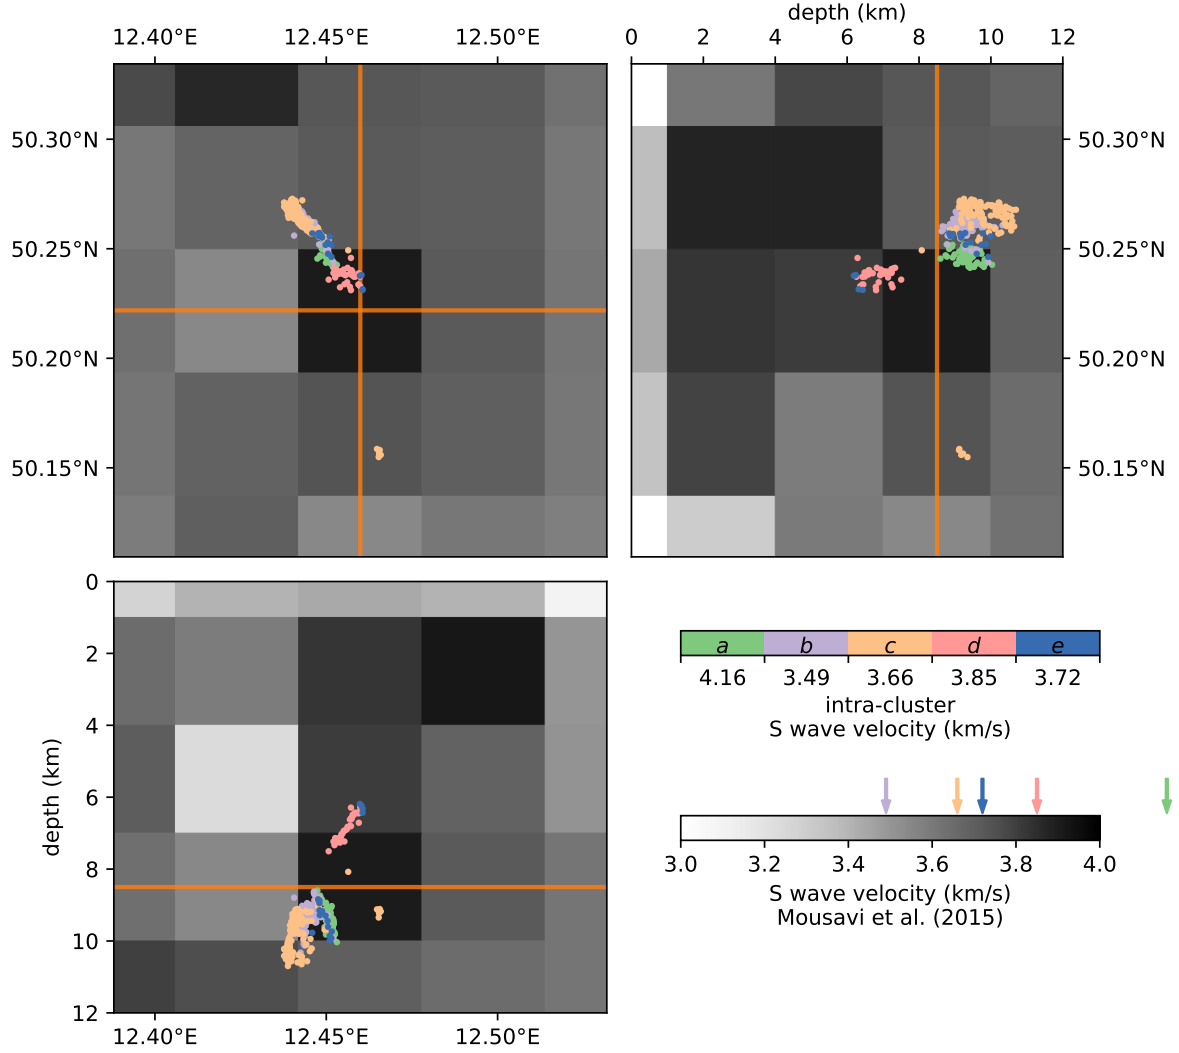 depth (km)
12.40°E 12.45°E 12.50°E 0 2 4 6 8 10 12
50.30°N 50.30°N
50.25°N 50.25°N
50.20°N 50.20°N
50.15°N 50.15°N
0
2
4
6
8
10
12
depth (km)
12.40°E 12.45°E 12.50°E
a b c d e
4.16 3.49 3.66 3.85 3.72
intra-cluster
S wave velocity (km/s)
3.0 3.2 3.4 3.6 3.8 4.0
S wave velocity (km/s)
Mousavi et al. (2015)